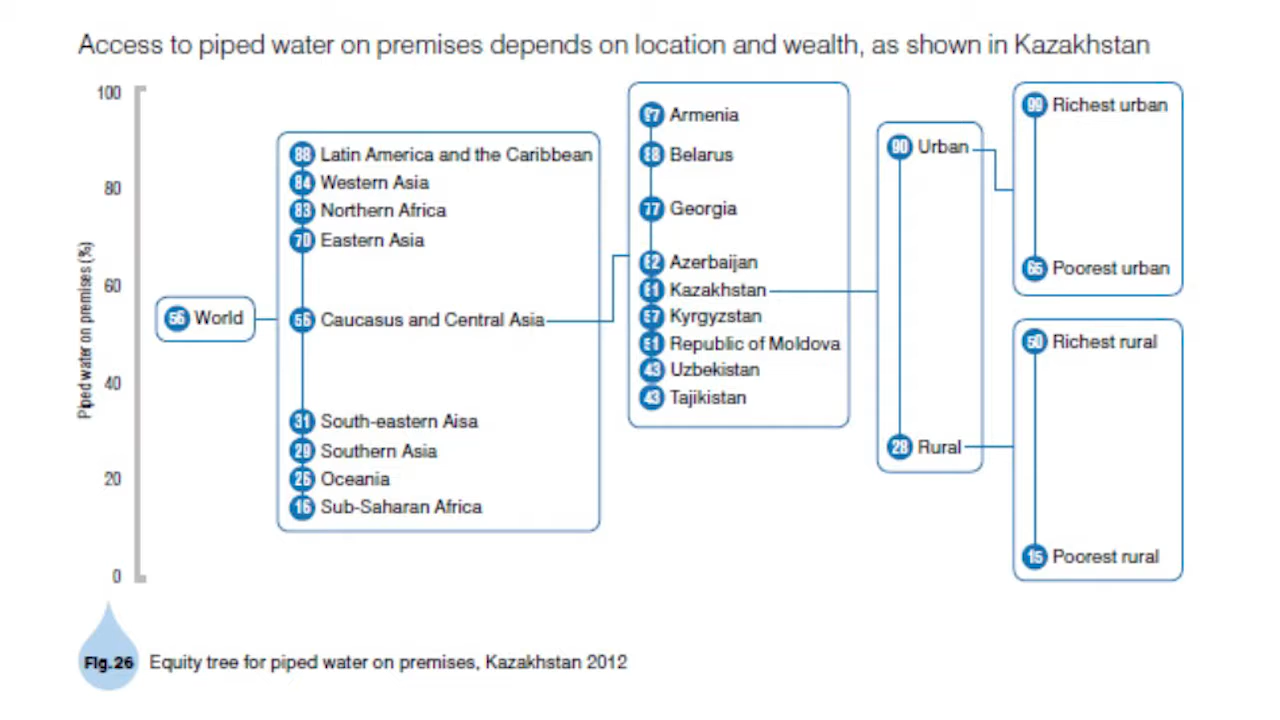 Access to piped water on premises depends on location and wealth, as shown in Kazakhstan
Piped water on premises (%)
100
80
60
40
20
0
56 World
88 Latin America and the Caribbean
84 Western Asia
83 Northern Africa
70 Eastern Asia
56 Caucasus and Central Asia
31 South-eastern Aisa
29 Southern Asia
Oceania
16 Sub-Saharan Africa
Armenia
88 Belarus
77 Georgia
Azerbaijan
61 Kazakhstan
57 Kyrgyzstan
51 Republic of Moldova
43 Uzbekistan
43 Tajikistan
90 Urban
28 Rural
99 Richest urban
Poorest urban
Richest rural
15 Poorest rural
Fig.26 Equity tree for piped water on premises, Kazakhstan 2012